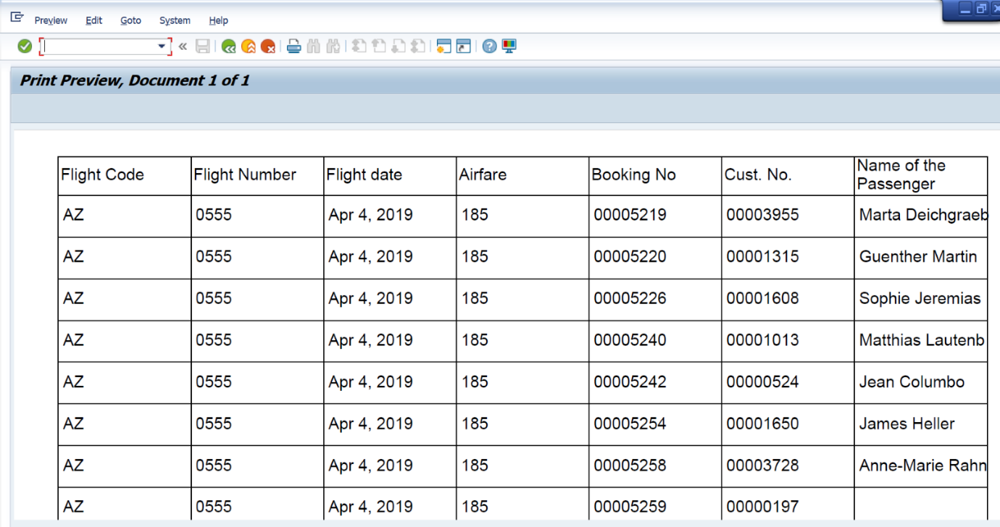 Preview Edit Goto System Help
Print Preview, Document 1 of 1
Flight Code Flight Number Flight date Airfare Booking No Cust. No. Name of the Passenger
AZ 0555 Apr 4, 2019 185 00005219 00003955 Marta Deichgraeb
AZ 0555 Apr 4, 2019 185 00005220 00001315 Guenther Martin
AZ 0555 Apr 4, 2019 185 00005226 00001608 Sophie Jeremias
AZ 0555 Apr 4, 2019 185 00005240 00001013 Matthias Lautenb
AZ 0555 Apr 4, 2019 185 00005242 00000524 Jean Columbo
AZ 0555 Apr 4, 2019 185 00005254 00001650 James Heller
AZ 0555 Apr 4, 2019 185 00005258 00003728 Anne-Marie Rahn
AZ 0555 Apr 4, 2019 185 00005259 00000197